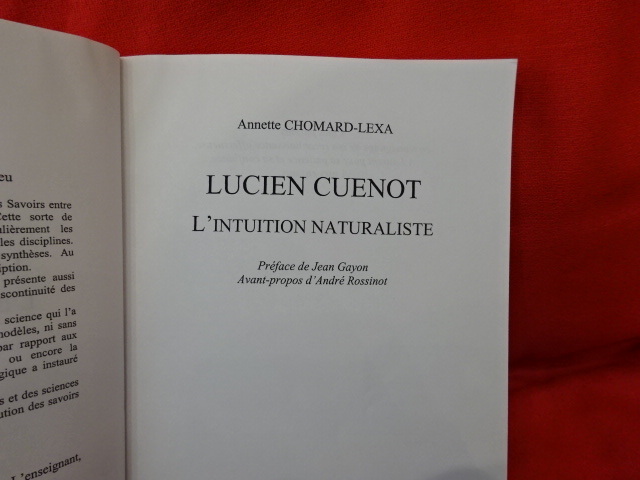 eu
s Savoirs entre
Cette sorte de
ulièrement les
les disciplines.
synthèses. Au
iption.
présente aussi
scontinuité des
science qui l'a
modèles, ni sans
par rapport aux
ou encore la
gique a instauré
s et des sciences
ution des savoirs
L'enseignant,
Annette CHOMARD-LEXA
LUCIEN CUENOT
L'INTUITION NATURALISTE
Préface de Jean Gayon
Avant-propos d'André Rossinot